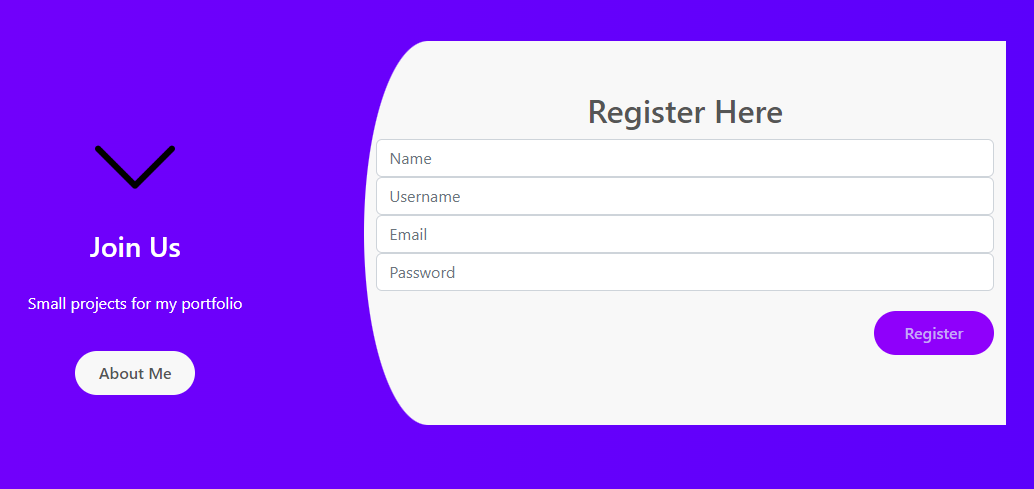 Join Us
Small projects for my portfolio
About Me
Register Here
Name
Username
Email
Password
Register